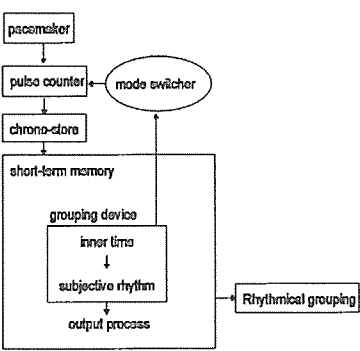 pacemaker
pulse counter
mode switcher
chrono-store
short-term memory
grouping device
inner time
subjective rhythm
output process
Rhythmical grouping